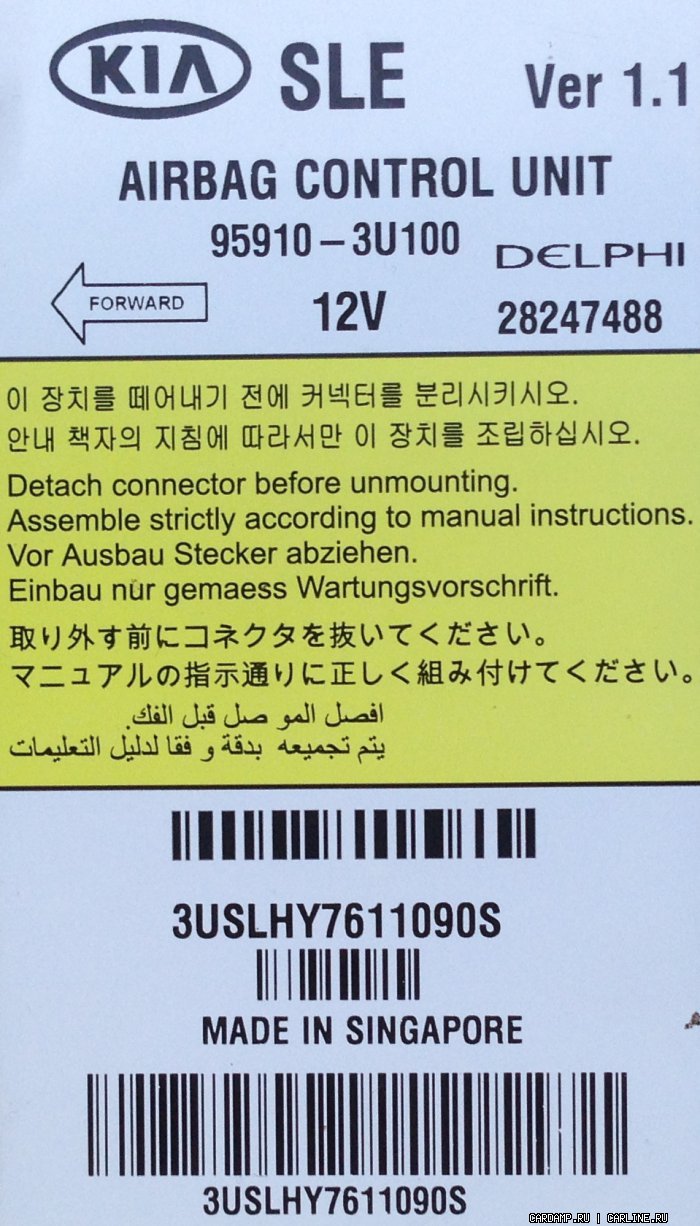 KIA SLE Ver 1.1
AIRBAG CONTROL UNIT
95910-3U100
DELPHI
FORWARD
12V
28247488
이 장치를 떼어내기 전에 커넥터를 분리시키시오.
안내 책자의 지침에 따라서만 이 장치를 조립하십시오.
Detach connector before unmounting.
Assemble strictly according to manual instructions.
Vor Ausbau Stecker abziehen.
Einbau nur gemaess Wartungsvorschrift.
取り外す前にコネクタを抜いてください。
マニュアルの指示通りに正しく組み付けてください。
افصل المو صل قبل الفك.
يتم تجميعه بدقة و فقا لدليل التعليمات
3USLHY7611090S
MADE IN SINGAPORE
3USLHY7611090S
CARDAMP.RU | CARLINE.RU